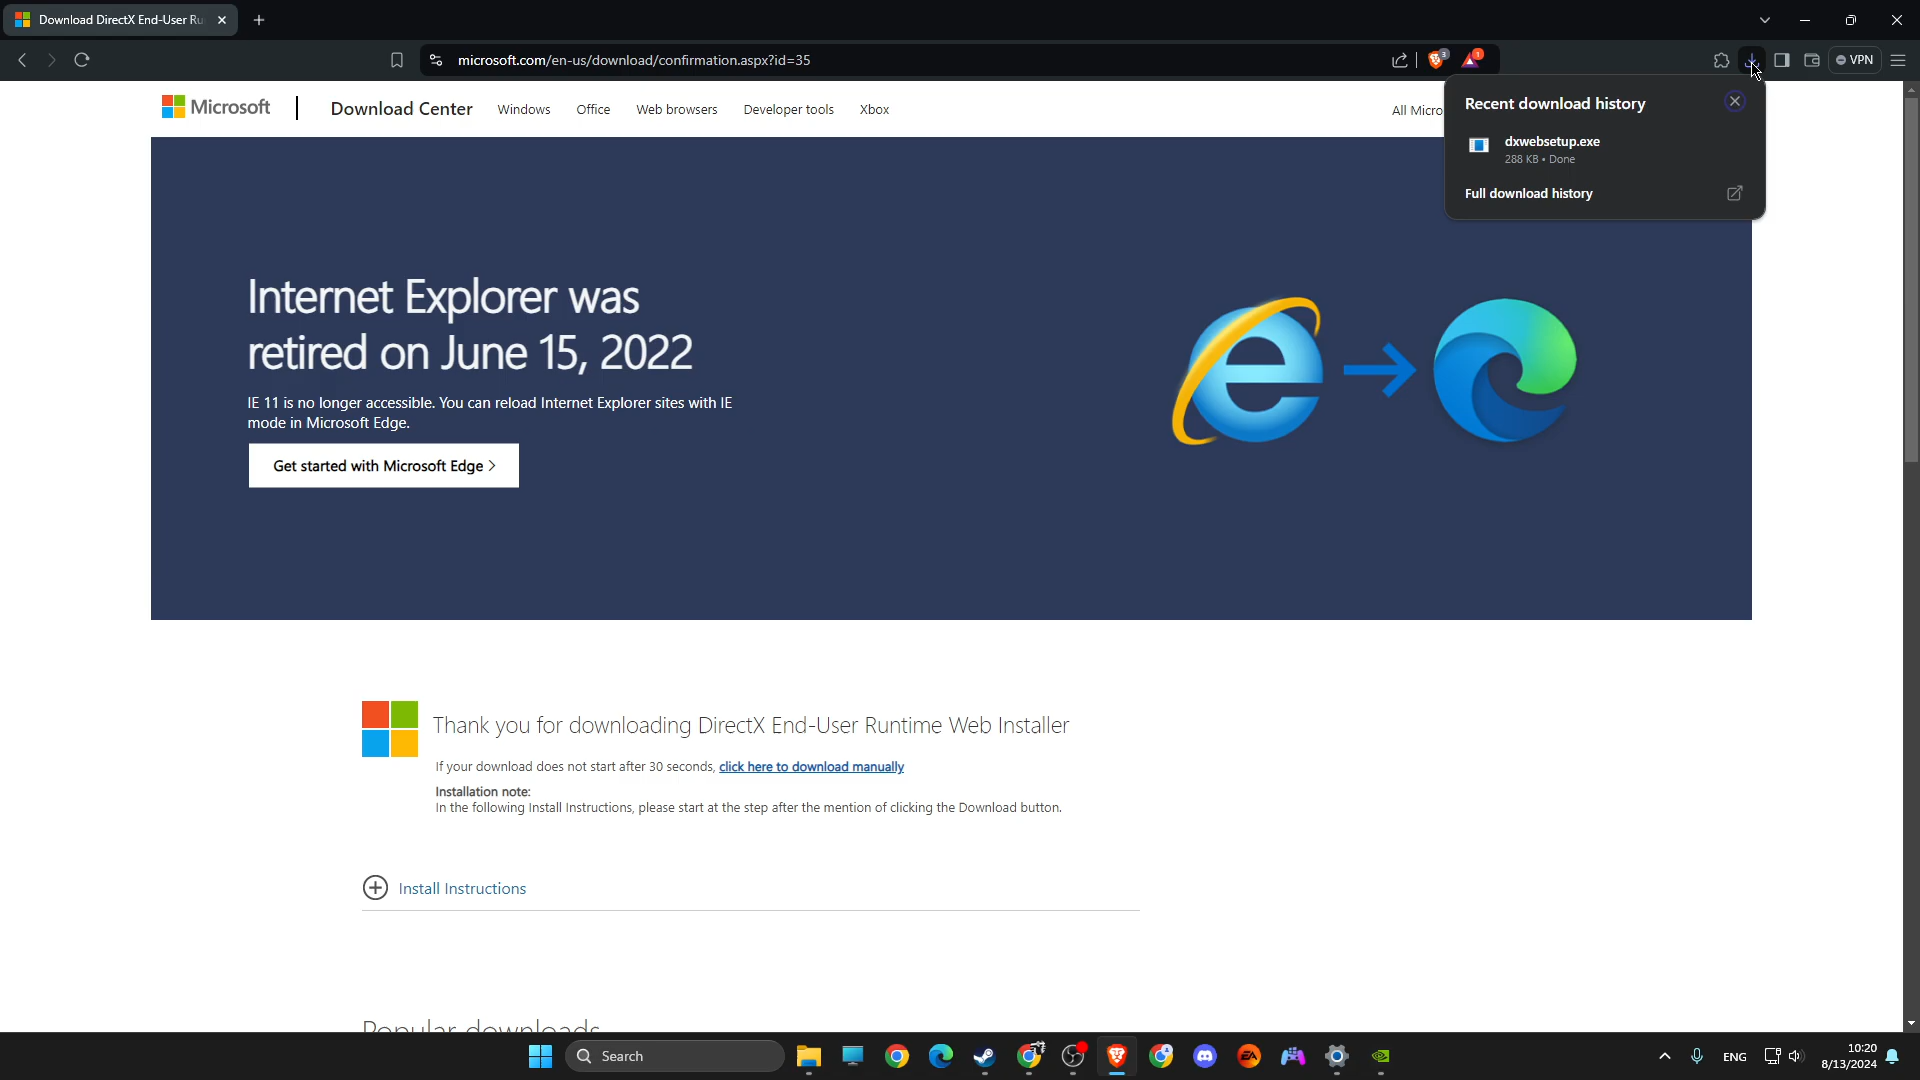 Download DirectX End-User Ru
microsoft.com/en-us/download/confirmation.aspx?id=35
3
1
VPN
Microsoft
Download Center
Windows
Office
Web browsers
Developer tools
Xbox
All Micro
Recent download history
dxwebsetup.exe
288 KB • Done
Full download history
Internet Explorer was
retired on June 15, 2022
IE 11 is no longer accessible. You can reload Internet Explorer sites with IE
mode in Microsoft Edge.
Get started with Microsoft Edge >
Thank you for downloading DirectX End-User Runtime Web Installer
If your download does not start after 30 seconds, click here to download manually
Installation note:
In the following Install Instructions, please start at the step after the mention of clicking the Download button.
Install Instructions
Popular downloads
Search
EA
ENG
10:20
8/13/2024